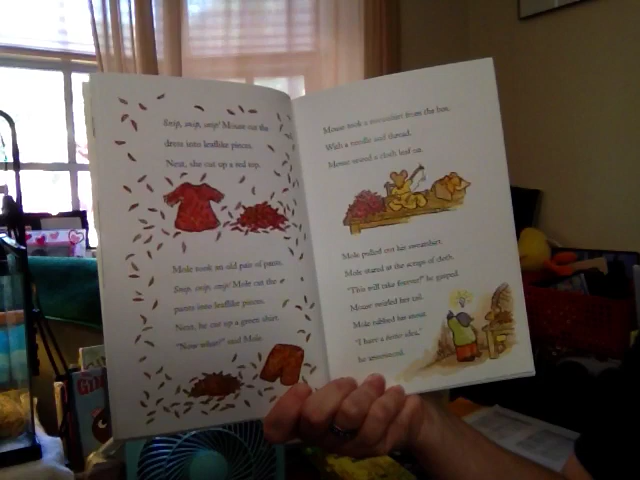 Snip, snip, snip! Mouse cut the
dress into leaflike pieces.
Next, she cut up a red top.
Mole took an old pair of pants.
Snip, snip, snip! Mole cut the
pants into leaflike pieces.
Next, he cut up a green shirt.
"Now what?" said Mole.
Mouse took a sweatshirt from the box.
With a needle and thread,
Mouse sewed a cloth leaf on.
Mole pulled out her sweatshirt.
Mole stared at the scraps of cloth.
"This will take forever!" he gasped.
Mouse twirled her tail.
Mole rubbed his snout.
"I have a better idea,"
he announced.